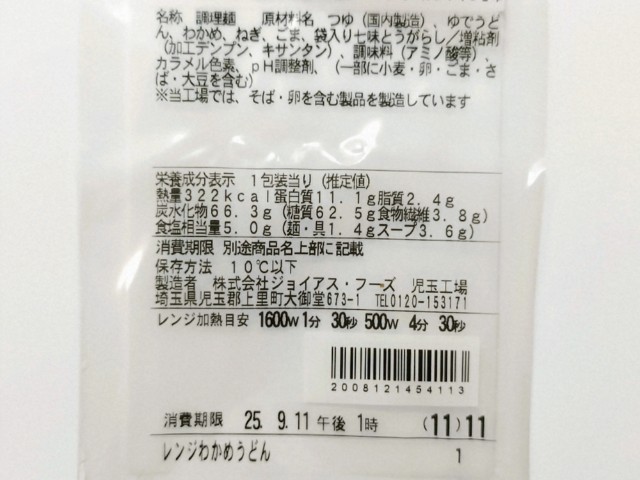 名称 調理麺 原材料名 つゆ(国内製造)、ゆでうど
ん、わかめ、ねぎ、ごま、袋入り七味とうがらし/増粘剤
(加工デンプン、キサンタン)、調味料(アミノ酸等)、
カラメル色素、pH調整剤、(一部に小麦・卵・ごま・さ
ば・大豆を含む)
※当工場では、そば・卵を含む製品を製造しています
栄養成分表示 1包装当り(推定値)
熱量322kcal蛋白質11.1g脂質2.4g
炭水化物66.3g(糖質62.5g食物繊維3.8g)
食塩相当量5.0g(麺・具1.4gスープ3.6g)
消費期限 別途商品名上部に記載
保存方法 10℃以下
製造者 株式会社ジョイアス・フーズ 児玉工場
埼玉県児玉郡上里町大御堂673-1 TEL0120-153171
レンジ加熱目安 1600W1分 30秒 500W 4分 30秒
2008121454113
消費期限 25. 9.11 午後 1時 (11)11
レンジわかめうどん 1